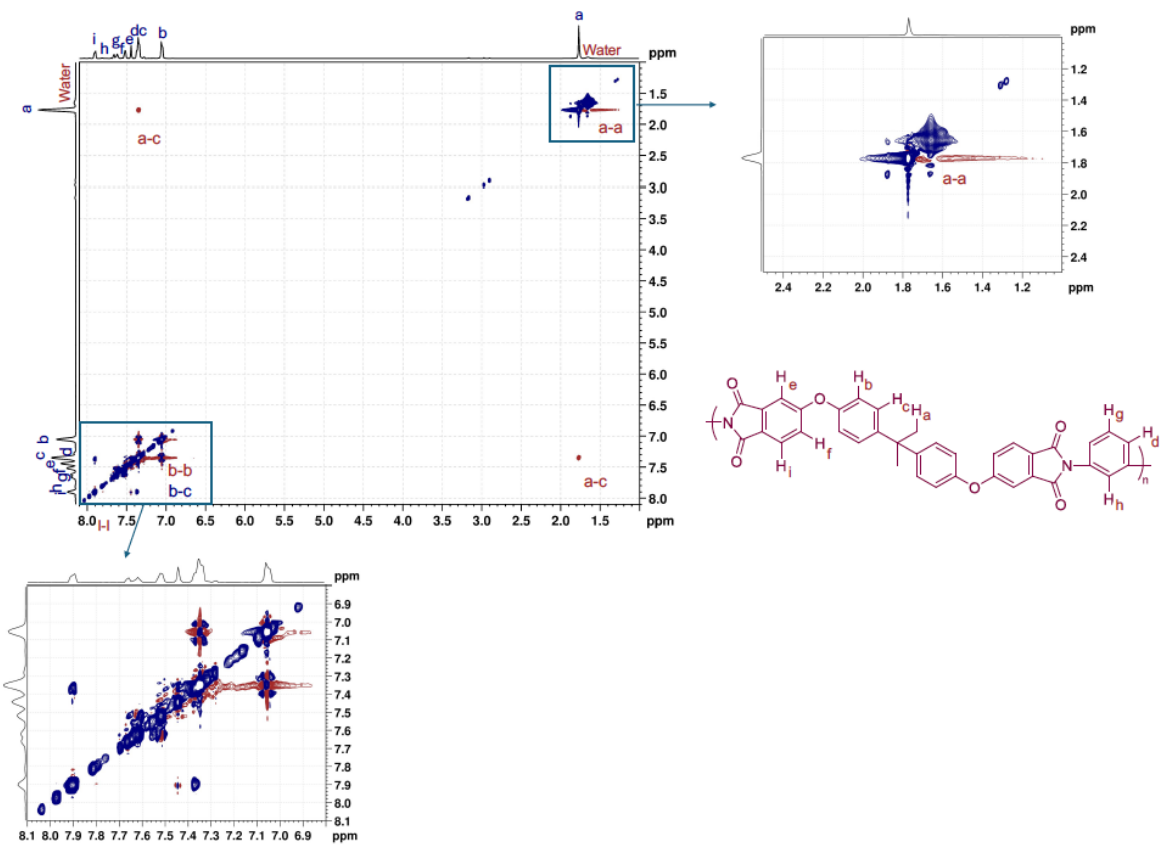 i h g f e dc b a
Water
ppm
a
Water
1.5
2.0
2.5
3.0
3.5
4.0
4.5
5.0
5.5
6.0
6.5
7.0
7.5
8.0
a-c
a-a
b-b
b-c
a-c
b
c
d
e
f
g
h
i
8.0 7.5 7.0 6.5 6.0 5.5 5.0 4.5 4.0 3.5 3.0 2.5 2.0 1.5 ppm
I-I
ppm
1.2
1.4
1.6
1.8
2.0
2.2
2.4
a-a
2.4 2.2 2.0 1.8 1.6 1.4 1.2 ppm
O H e O H b H c H a O H g H d
N N n
O H i H f O O H h
ppm
6.9
7.0
7.1
7.2
7.3
7.4
7.5
7.6
7.7
7.8
7.9
8.0
8.1
8.1 8.0 7.9 7.8 7.7 7.6 7.5 7.4 7.3 7.2 7.1 7.0 6.9 ppm